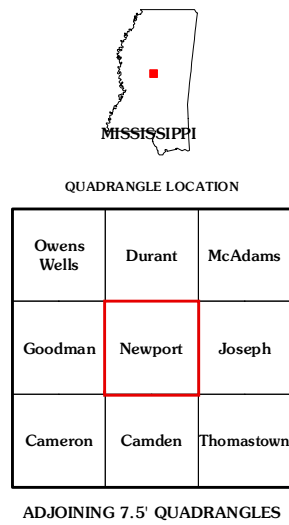 MISSISSIPPI
QUADRANGLE LOCATION
Owens
Wells
Durant
McAdams
Goodman
Newport
Joseph
Cameron
Camden
Thomastown
ADJOINING 7.5' QUADRANGLES